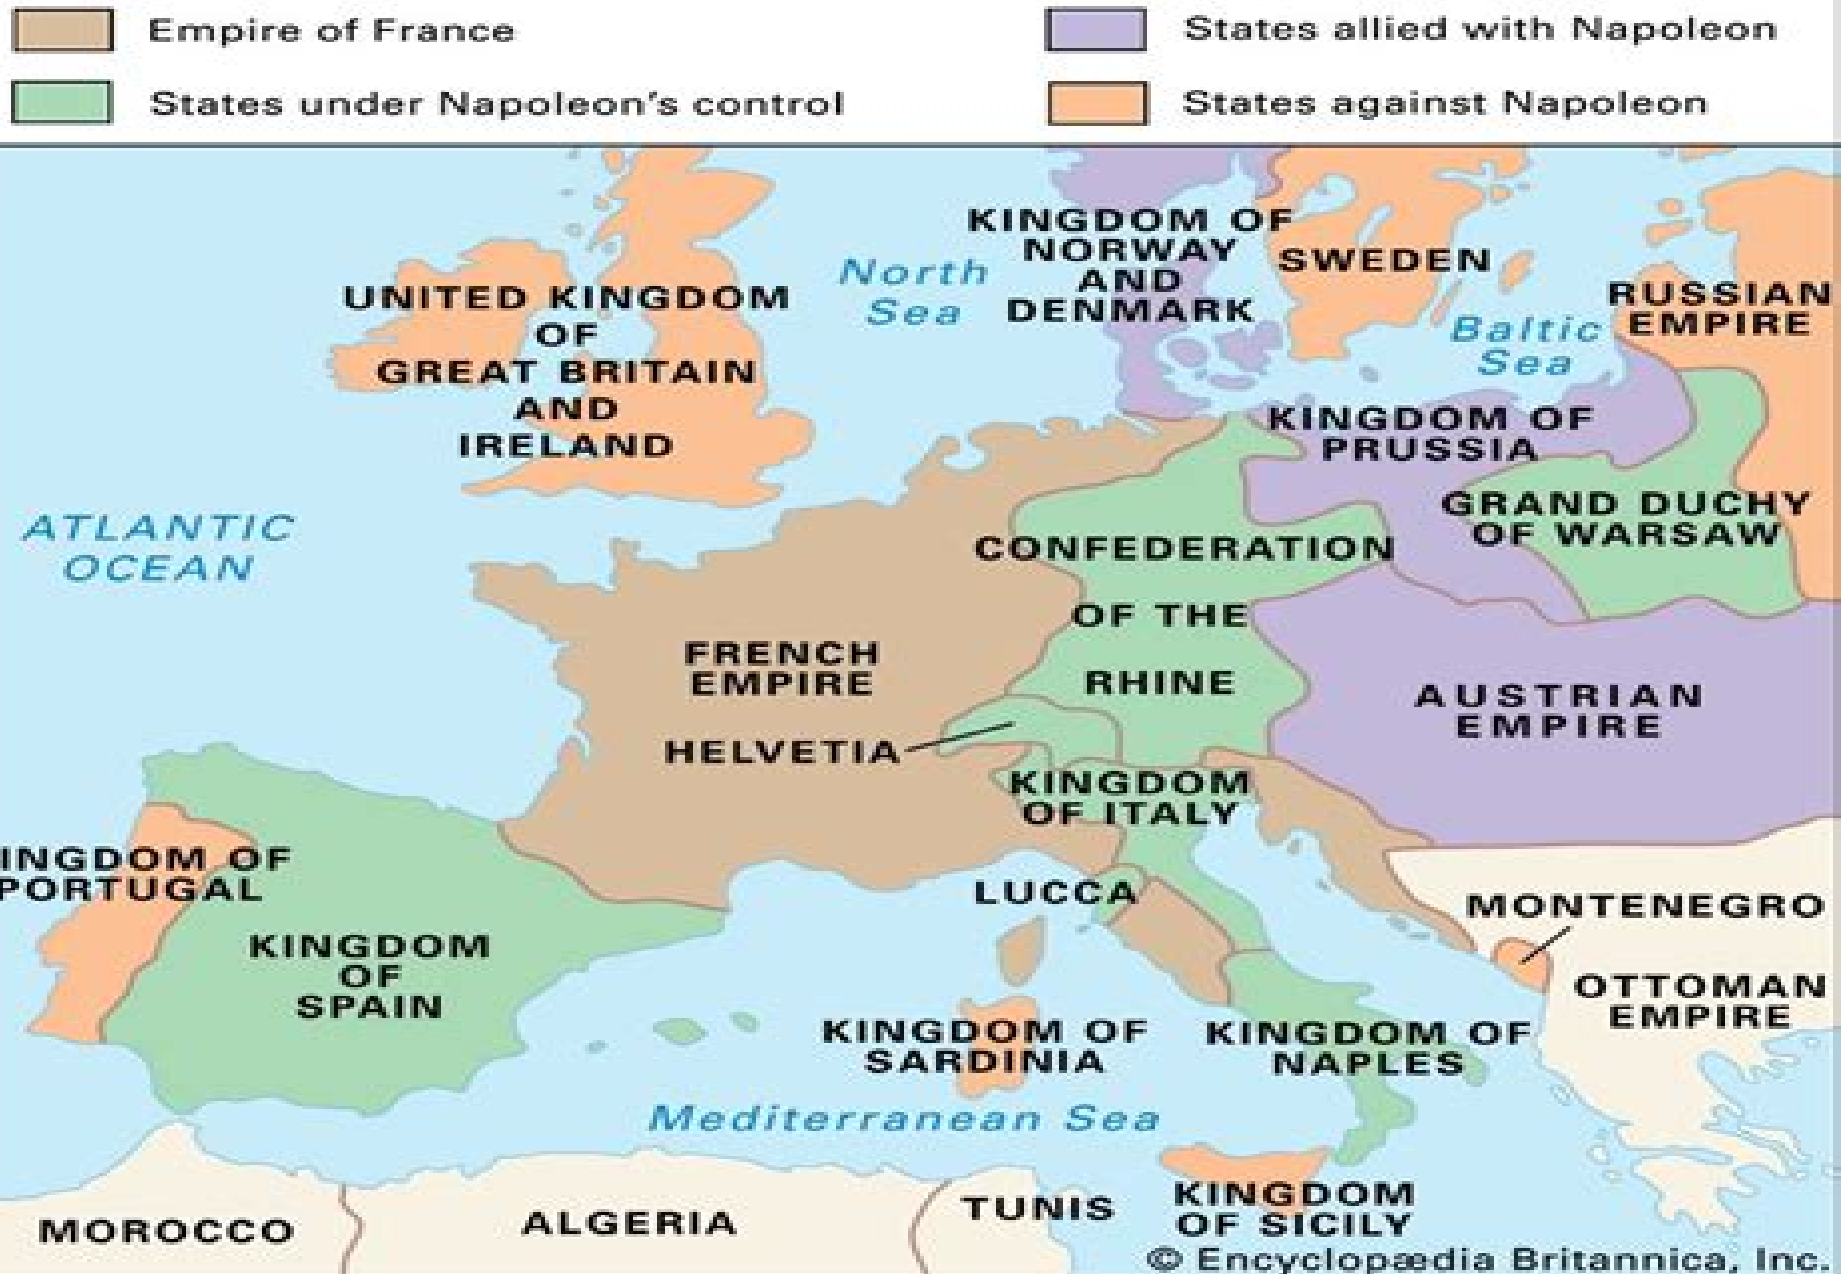 Empire of France
States allied with Napoleon
States under Napoleon's control
States against Napoleon
KINGDOM OF
NORWAY
AND
DENMARK
SWEDEN
North
Sea
UNITED KINGDOM
OF
GREAT BRITAIN
AND
IRELAND
RUSSIAN
EMPIRE
Baltic
Sea
KINGDOM OF
PRUSSIA
GRAND DUCHY
OF WARSAW
ATLANTIC
OCEAN
CONFEDERATION
OF THE
RHINE
FRENCH
EMPIRE
AUSTRIAN
EMPIRE
HELVETIA
KINGDOM
OF ITALY
INGDOM OF
PORTUGAL
LUCCA
MONTENEGRO
KINGDOM
OF
SPAIN
OTTOMAN
EMPIRE
KINGDOM OF
SARDINIA
KINGDOM OF
NAPLES
Mediterranean Sea
KINGDOM
OF SICILY
MOROCCO
ALGERIA
TUNIS
© Encyclopædia Britannica, Inc.